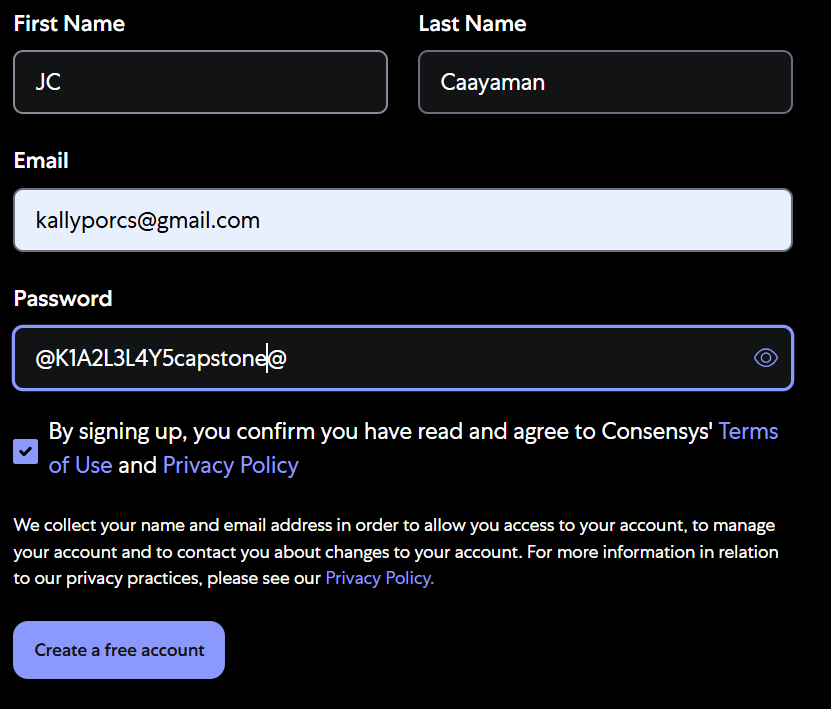 First Name
Last Name
JC
Caayaman
Email
kallyporcs@gmail.com
Password
@K1A2L3L4Y5capstone@
By signing up, you confirm you have read and agree to Consensys' Terms
of Use and Privacy Policy
We collect your name and email address in order to allow you access to your account, to manage
your account and to contact you about changes to your account. For more information in relation
to our privacy practices, please see our Privacy Policy.
Create a free account